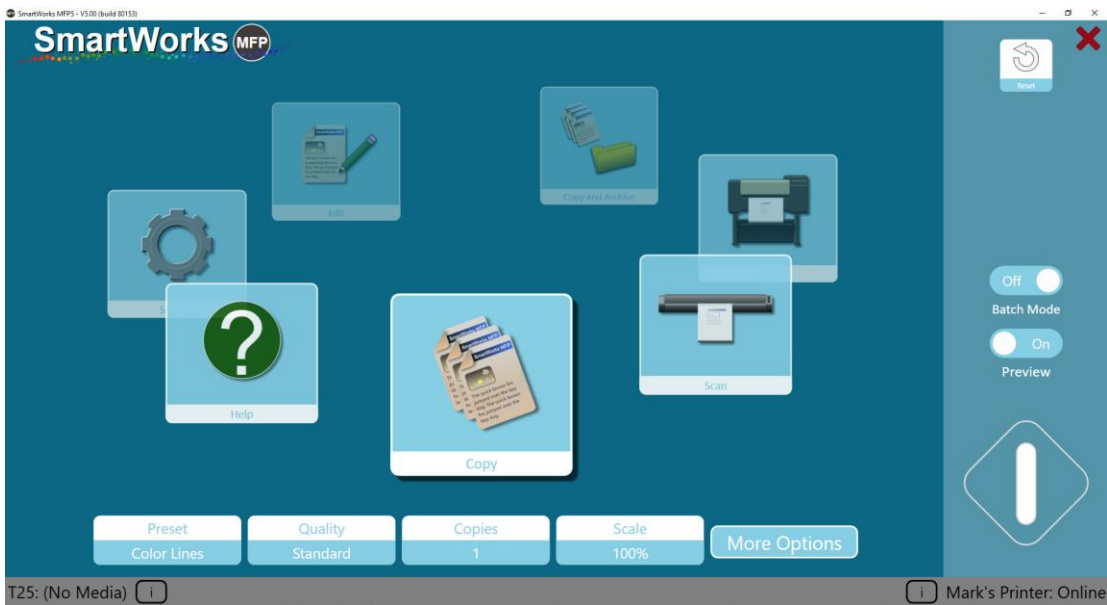 SmartWorks MFP5 - V5.00 (build 80153)
SmartWorks MFP
Reset
Edit
Copy and Archive
Help
Copy
Scan
Off
Batch Mode
On
Preview
Preset
Color Lines
Quality
Standard
Copies
1
Scale
100%
More Options
T25: (No Media) i
i Mark's Printer: Online